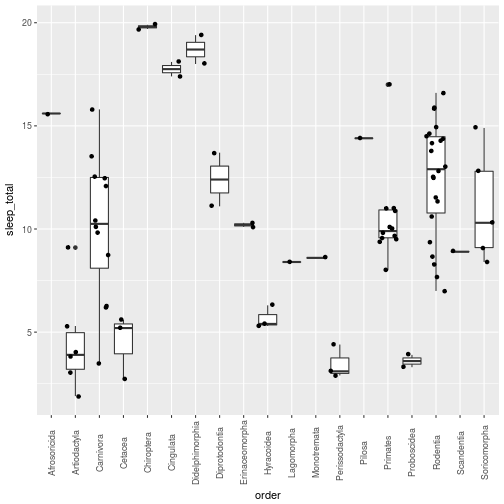 20
15
10
5
sleep_total
Afrosoricida
Artiodactyla
Carnivora
Cetacea
Chiroptera
Cingulata
Didelphimorphia
Diprotodontia
Erinaceomorpha
Hyracoidea
Lagomorpha
Monotremata
Perissodactyla
Pilosa
Primates
Proboscidea
Rodentia
Scandentia
Soricomorpha
order